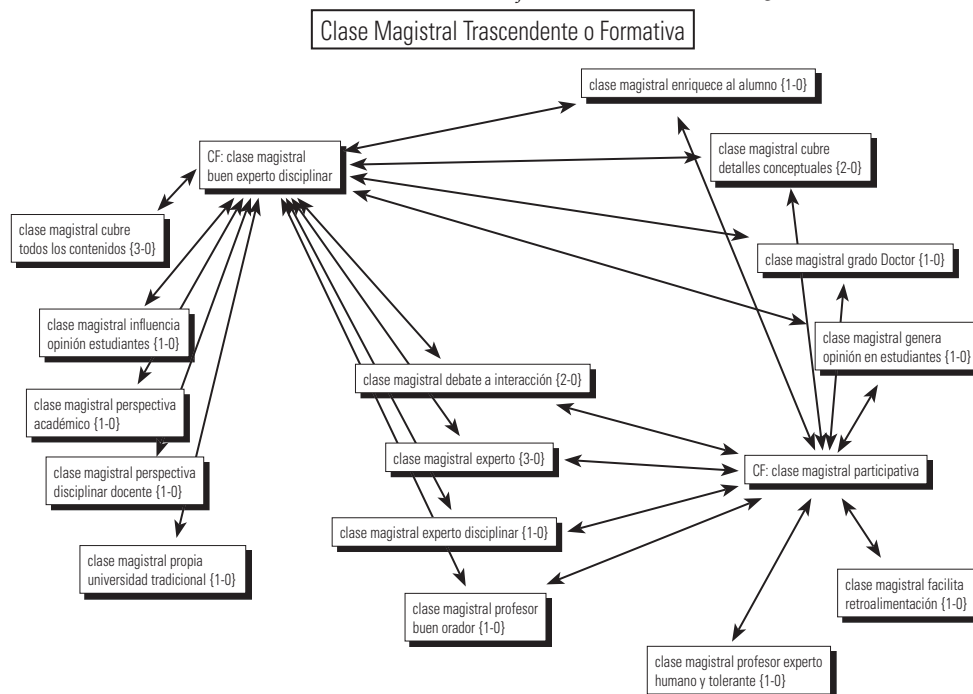 Clase Magistral Trascendente o Formativa
clase magistral enriquece al alumno {1-0}
CF: clase magistral
buen experto disciplinar
clase magistral cubre
detalles conceptuales {2-0}
clase magistral cubre
todos los contenidos {3-0}
clase magistral grado Doctor {1-0}
clase magistral influencia
opinión estudiantes {1-0}
clase magistral genera
opinión en estudiantes {1-0}
clase magistral debate a interacción {2-0}
clase magistral perspectiva
académico {1-0}
clase magistral experto {3-0}
CF: clase magistral participativa
clase magistral perspectiva
disciplinar docente {1-0}
clase magistral experto disciplinar {1-0}
clase magistral propia
universidad tradicional {1-0}
clase magistral facilita
retroalimentación {1-0}
clase magistral profesor
buen orador {1-0}
clase magistral profesor experto
humano y tolerante {1-0}